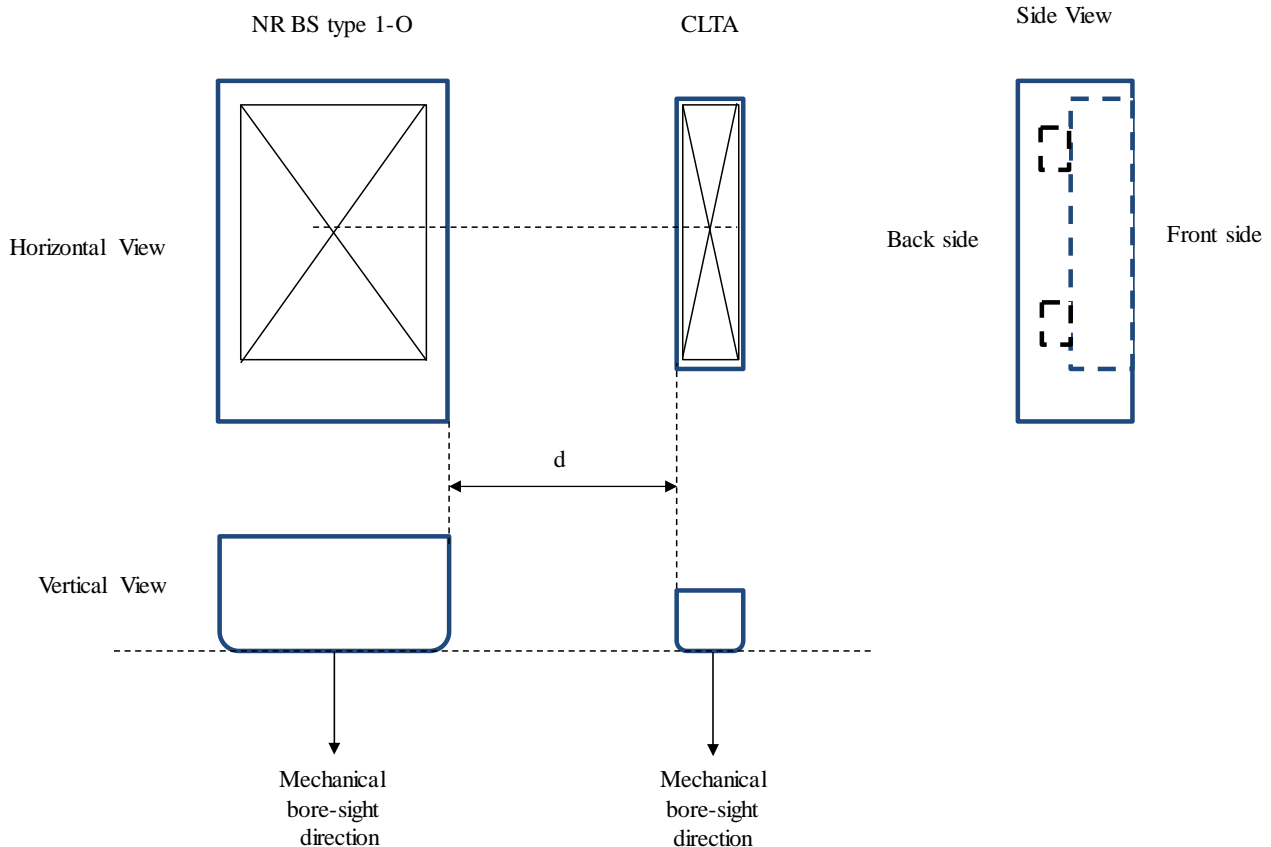 NR BS type 1-O
CLTA
Side View
Horizontal View
Back side
Front side
d
Vertical View
Mechanical
bore-sight
direction
Mechanical
bore-sight
direction